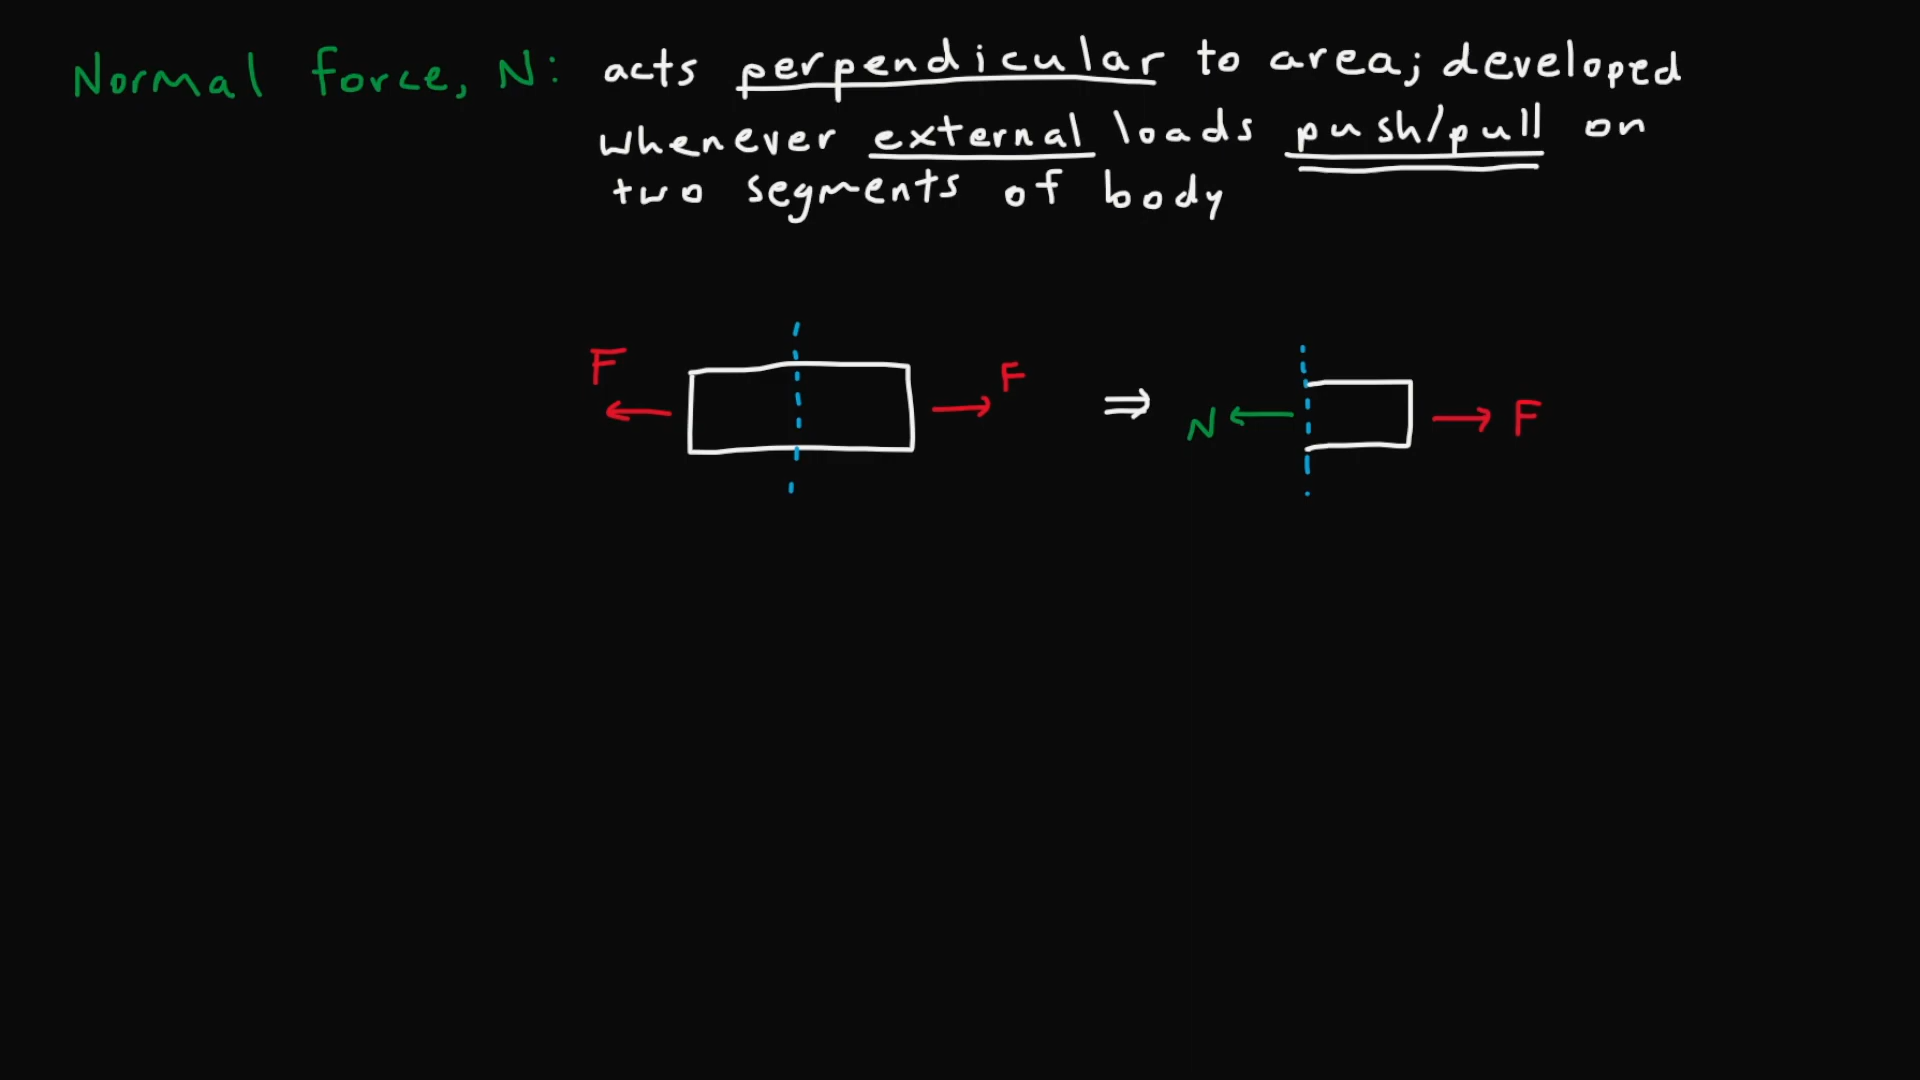 Normal force, N: acts perpendicular to area; developed
whenever external loads push/pull on
two segments of body
F
F
⇒
N
F